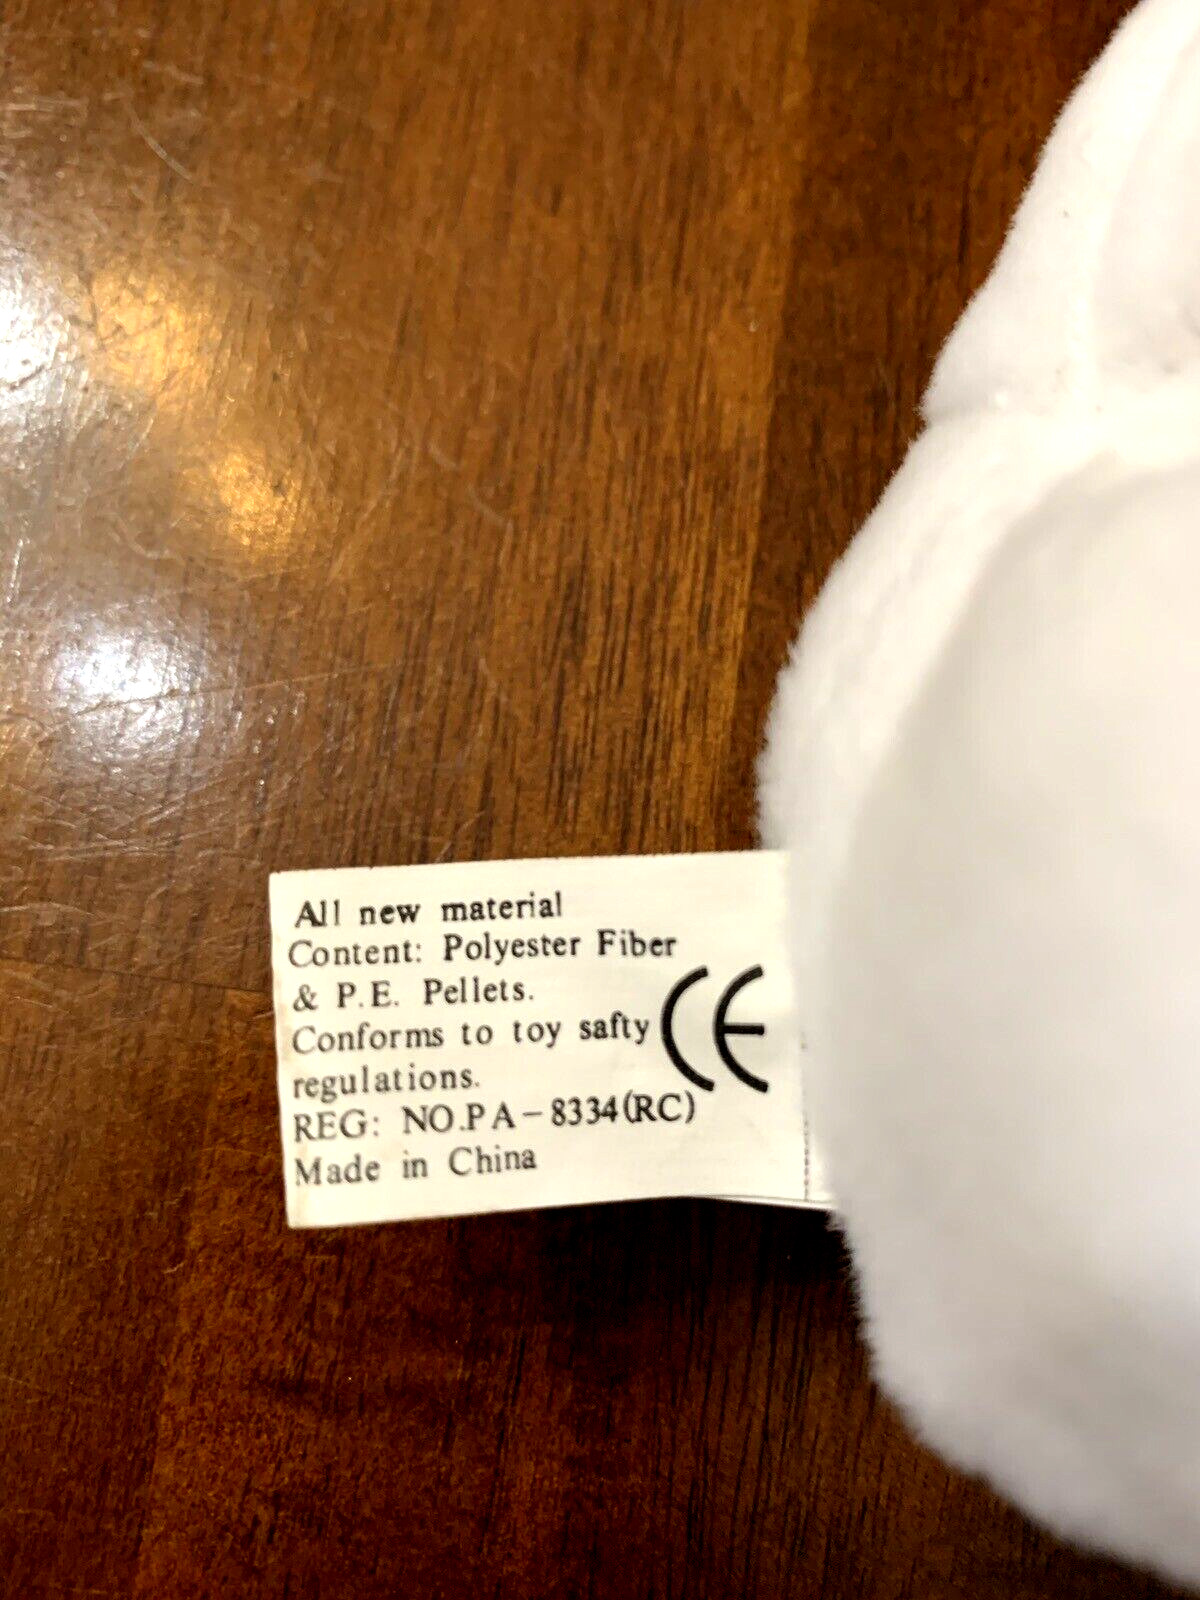 All new material
Content: Polyester Fiber
& P.E. Pellets.
Conforms to toy safty CE
regulations.
REG: NO.PA-8334(RC)
Made in China